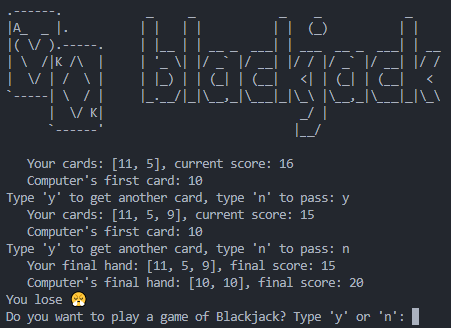 A
K
K
blackjack
Your cards: [11, 5], current score: 16
Computer's first card: 10
Type 'y' to get another card, type 'n' to pass: y
Your cards: [11, 5, 9], current score: 15
Computer's first card: 10
Type 'y' to get another card, type 'n' to pass: n
Your final hand: [11, 5, 9], final score: 15
Computer's final hand: [10, 10], final score: 20
You lose 😤
Do you want to play a game of Blackjack? Type 'y' or 'n':